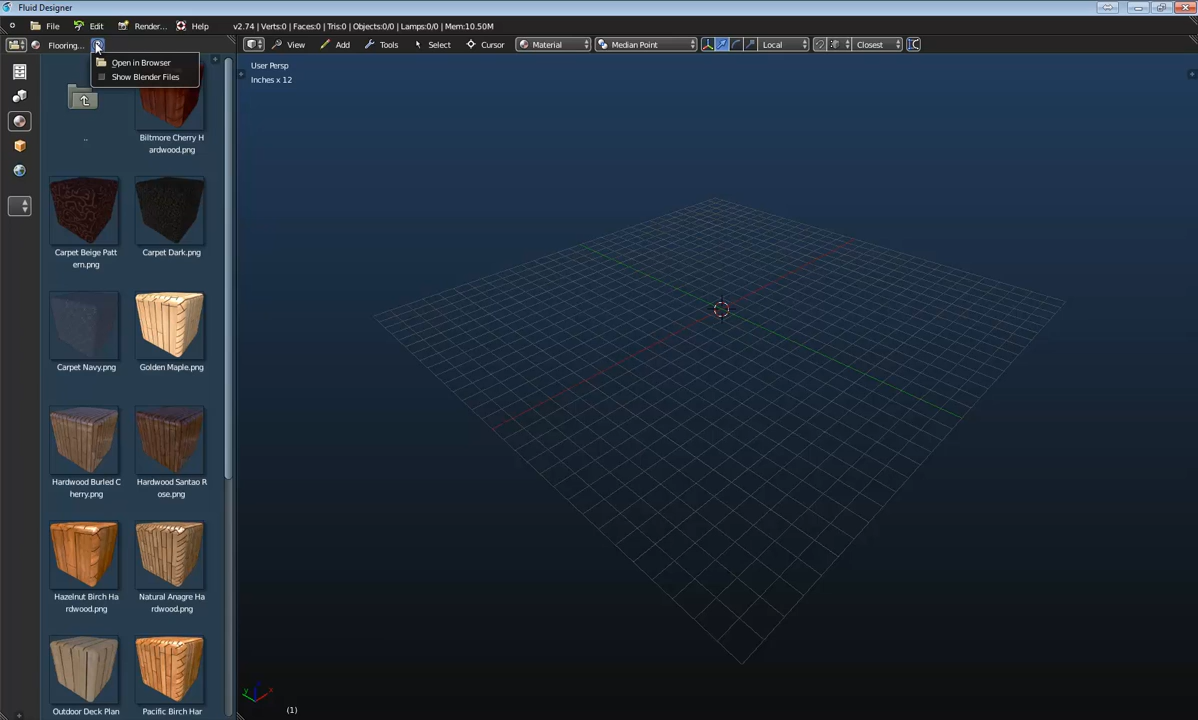 Fluid Designer
File Edit Render... Help v2.74 | Verts:0 | Faces:0 | Tris:0 | Objects:0/0 | Lamps:0/0 | Mem:10.50M
Flooring... View Add Tools Select Cursor Material Median Point Local Closest
Open in Browser
Show Blender Files
User Persp
Inches x 12
..
Biltmore Cherry H
ardwood.png
Carpet Beige Patt
ern.png
Carpet Dark.png
Carpet Navy.png
Golden Maple.png
Hardwood Burled C
herry.png
Hardwood Santao R
ose.png
Hazelnut Birch Ha
rdwood.png
Natural Anagre Ha
rdwood.png
Outdoor Deck Plan
Pacific Birch Har
y z x
(1)